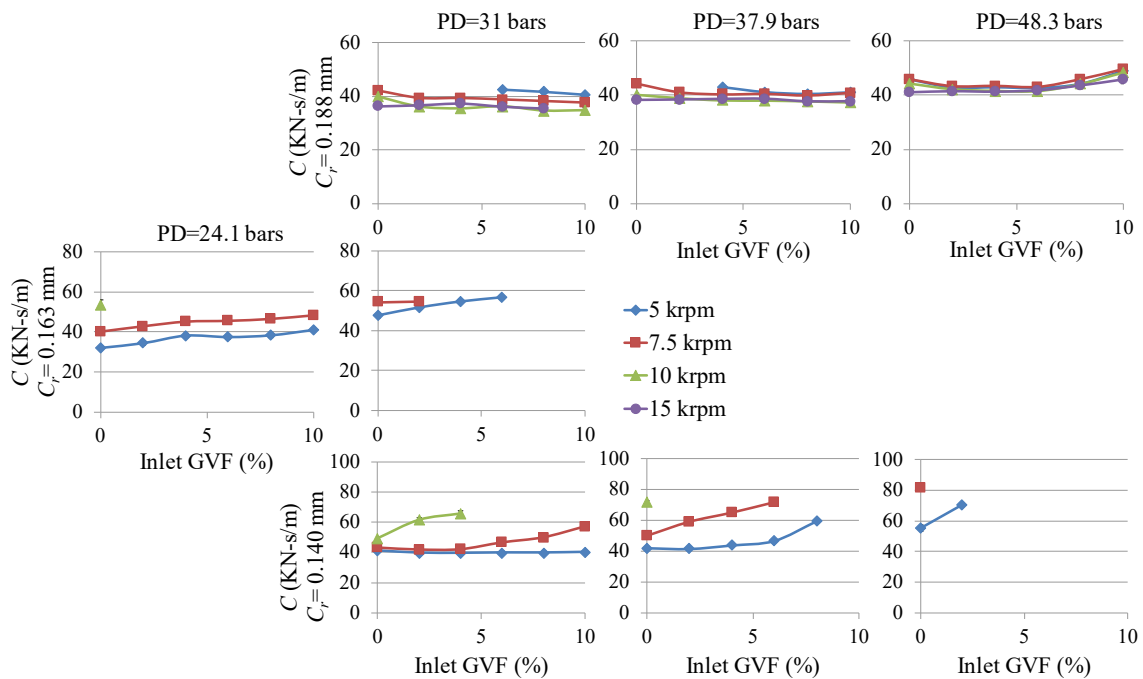 PD=31 bars
PD=37.9 bars
PD=48.3 bars
C (KN-s/m)
Cᵣ= 0.188 mm
60
40
20
0
0 5 10
Inlet GVF (%)
60
40
20
0
0 5 10
Inlet GVF (%)
60
40
20
0
0 5 10
Inlet GVF (%)
PD=24.1 bars
C (KN-s/m)
Cᵣ= 0.163 mm
80
60
40
20
0
0 5 10
Inlet GVF (%)
80
60
40
20
0
0 5 10
Inlet GVF (%)
5 krpm
7.5 krpm
10 krpm
15 krpm
C (KN-s/m)
Cᵣ= 0.140 mm
100
80
60
40
20
0
0 5 10
Inlet GVF (%)
100
80
60
40
20
0
0 5 10
Inlet GVF (%)
100
80
60
40
20
0
0 5 10
Inlet GVF (%)